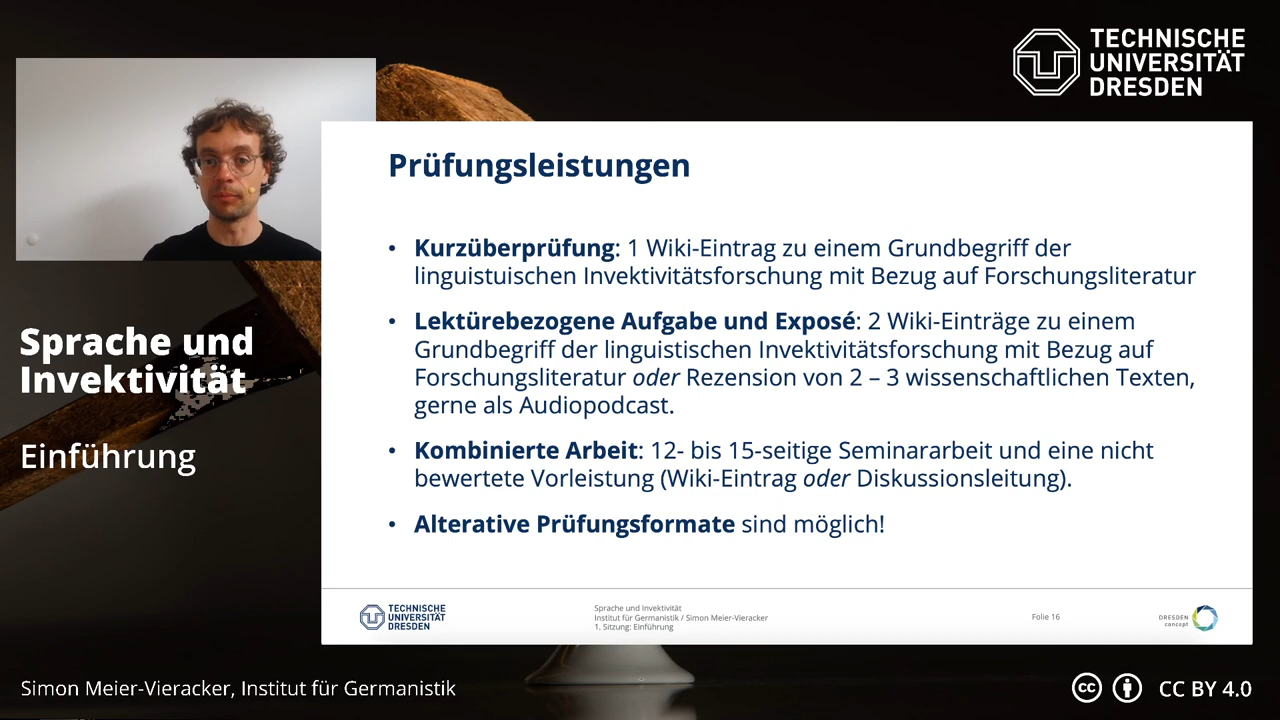 TECHNISCHE
UNIVERSITÄT
DRESDEN
Prüfungsleistungen
• Kurzüberprüfung: 1 Wiki-Eintrag zu einem Grundbegriff der
linguistuischen Invektivitätsforschung mit Bezug auf Forschungsliteratur
• Lektürebezogene Aufgabe und Exposé: 2 Wiki-Einträge zu einem
Grundbegriff der linguistischen Invektivitätsforschung mit Bezug auf
Forschungsliteratur oder Rezension von 2 – 3 wissenschaftlichen Texten,
gerne als Audiopodcast.
• Kombinierte Arbeit: 12- bis 15-seitige Seminararbeit und eine nicht
bewertete Vorleistung (Wiki-Eintrag oder Diskussionsleitung).
• Alterative Prüfungsformate sind möglich!
Sprache und
Invektivität
Einführung
TECHNISCHE
UNIVERSITÄT
DRESDEN
Sprache und Invektivität
Institut für Germanistik / Simon Meier-Vieracker
1. Sitzung: Einführung
Folie 16
DRESDEN
concept
Simon Meier-Vieracker, Institut für Germanistik
cc
CC BY 4.0